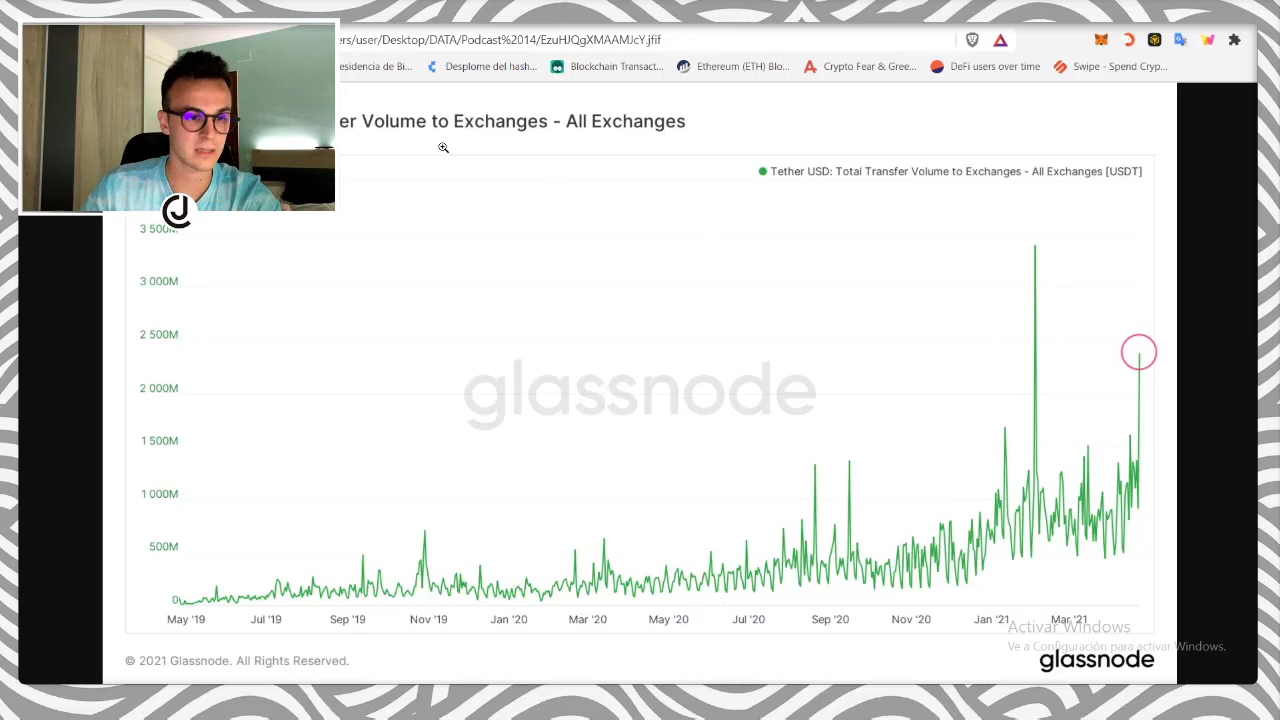 ers/user/Desktop/DATA/Podcast%2014/EzuHJQgXMAAMJcY.jfif
esidencia de Bi... Desplome del hash... Blockchain Transact... Ethereum (ETH) Blo... Crypto Fear & Gree... DeFi users over time Swipe - Spend Cryp...
er Volume to Exchanges - All Exchanges
Tether USD: Total Transfer Volume to Exchanges - All Exchanges [USDT]
3 500M
3 000M
2 500M
2 000M
1 500M
1 000M
500M
0
glassnode
May '19 Jul '19 Sep '19 Nov '19 Jan '20 Mar '20 May '20 Jul '20 Sep '20 Nov '20 Jan '21 Mar '21
Activar Windows
Ve a Configuración para activar Windows.
© 2021 Glassnode. All Rights Reserved.
glassnode